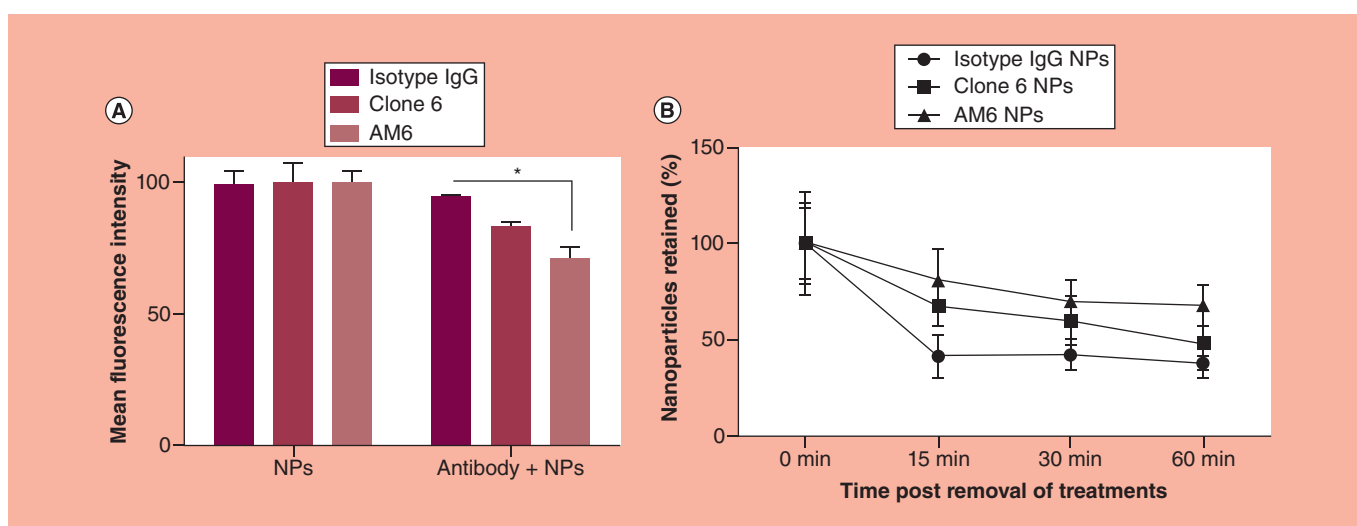 A
Isotype IgG
Clone 6
AM6
Mean fluorescence intensity
100
50
0
*
NPs
Antibody + NPs
B
Isotype IgG NPs
Clone 6 NPs
AM6 NPs
Nanoparticles retained (%)
150
100
50
0
0 min
15 min
30 min
60 min
Time post removal of treatments